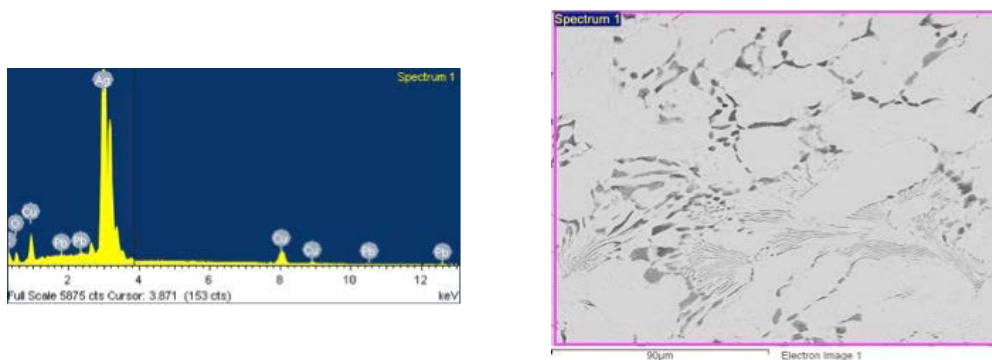 Spectrum 1
Ag
O
Cu
Pb
Pb
Cu
Cu
Pb
Pb
2 4 6 8 10 12
Full Scale 5875 cts Cursor: 3.871 (153 cts) keV
Spectrum 1
90µm Electron Image 1